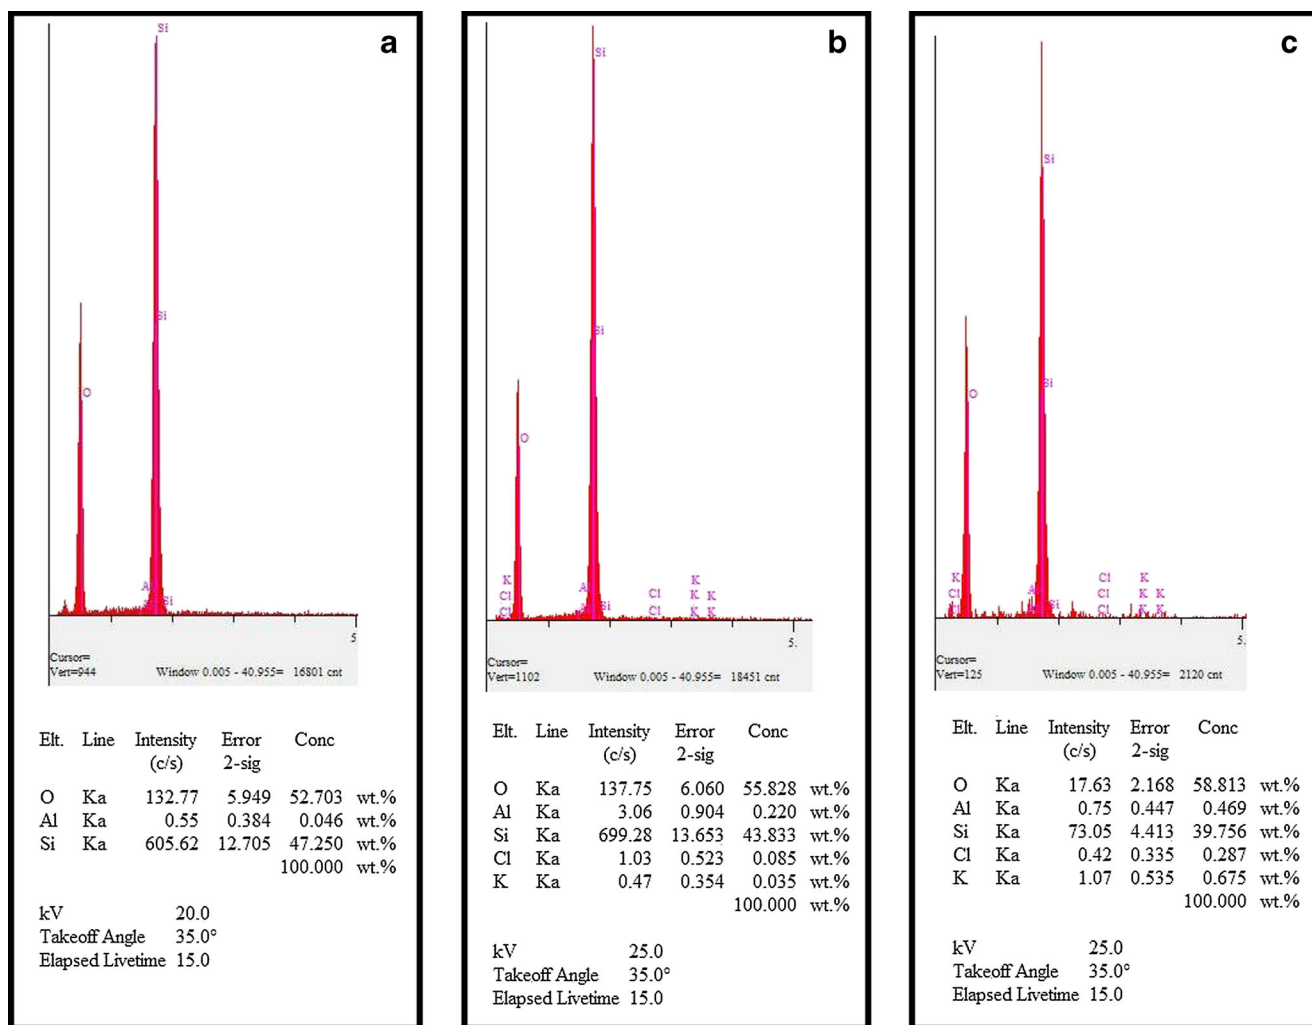 a
Si
Si
O
A
Si
5
Cursor=
Vert=944 Window 0.005 - 40.955= 16801 cnt
Elt. Line Intensity Error Conc
(c/s) 2-sig
O Ka 132.77 5.949 52.703 wt.%
Al Ka 0.55 0.384 0.046 wt.%
Si Ka 605.62 12.705 47.250 wt.%
100.000 wt.%
kV 20.0
Takeoff Angle 35.0°
Elapsed Livetime 15.0
b
Si
Si
O
K K
Cl A Cl K K
Cl A Si Cl K K
5.
Cursor=
Vert=1102 Window 0.005 - 40.955= 18451 cnt
Elt. Line Intensity Error Conc
(c/s) 2-sig
O Ka 137.75 6.060 55.828 wt.%
Al Ka 3.06 0.904 0.220 wt.%
Si Ka 699.28 13.653 43.833 wt.%
Cl Ka 1.03 0.523 0.085 wt.%
K Ka 0.47 0.354 0.035 wt.%
100.000 wt.%
kV 25.0
Takeoff Angle 35.0°
Elapsed Livetime 15.0
c
Si
Si
O
K Cl K
Cl A Cl K K
Cl Si Cl K K
5.
Cursor=
Vert=125 Window 0.005 - 40.955= 2120 cnt
Elt. Line Intensity Error Conc
(c/s) 2-sig
O Ka 17.63 2.168 58.813 wt.%
Al Ka 0.75 0.447 0.469 wt.%
Si Ka 73.05 4.413 39.756 wt.%
Cl Ka 0.42 0.335 0.287 wt.%
K Ka 1.07 0.535 0.675 wt.%
100.000 wt.%
kV 25.0
Takeoff Angle 35.0°
Elapsed Livetime 15.0